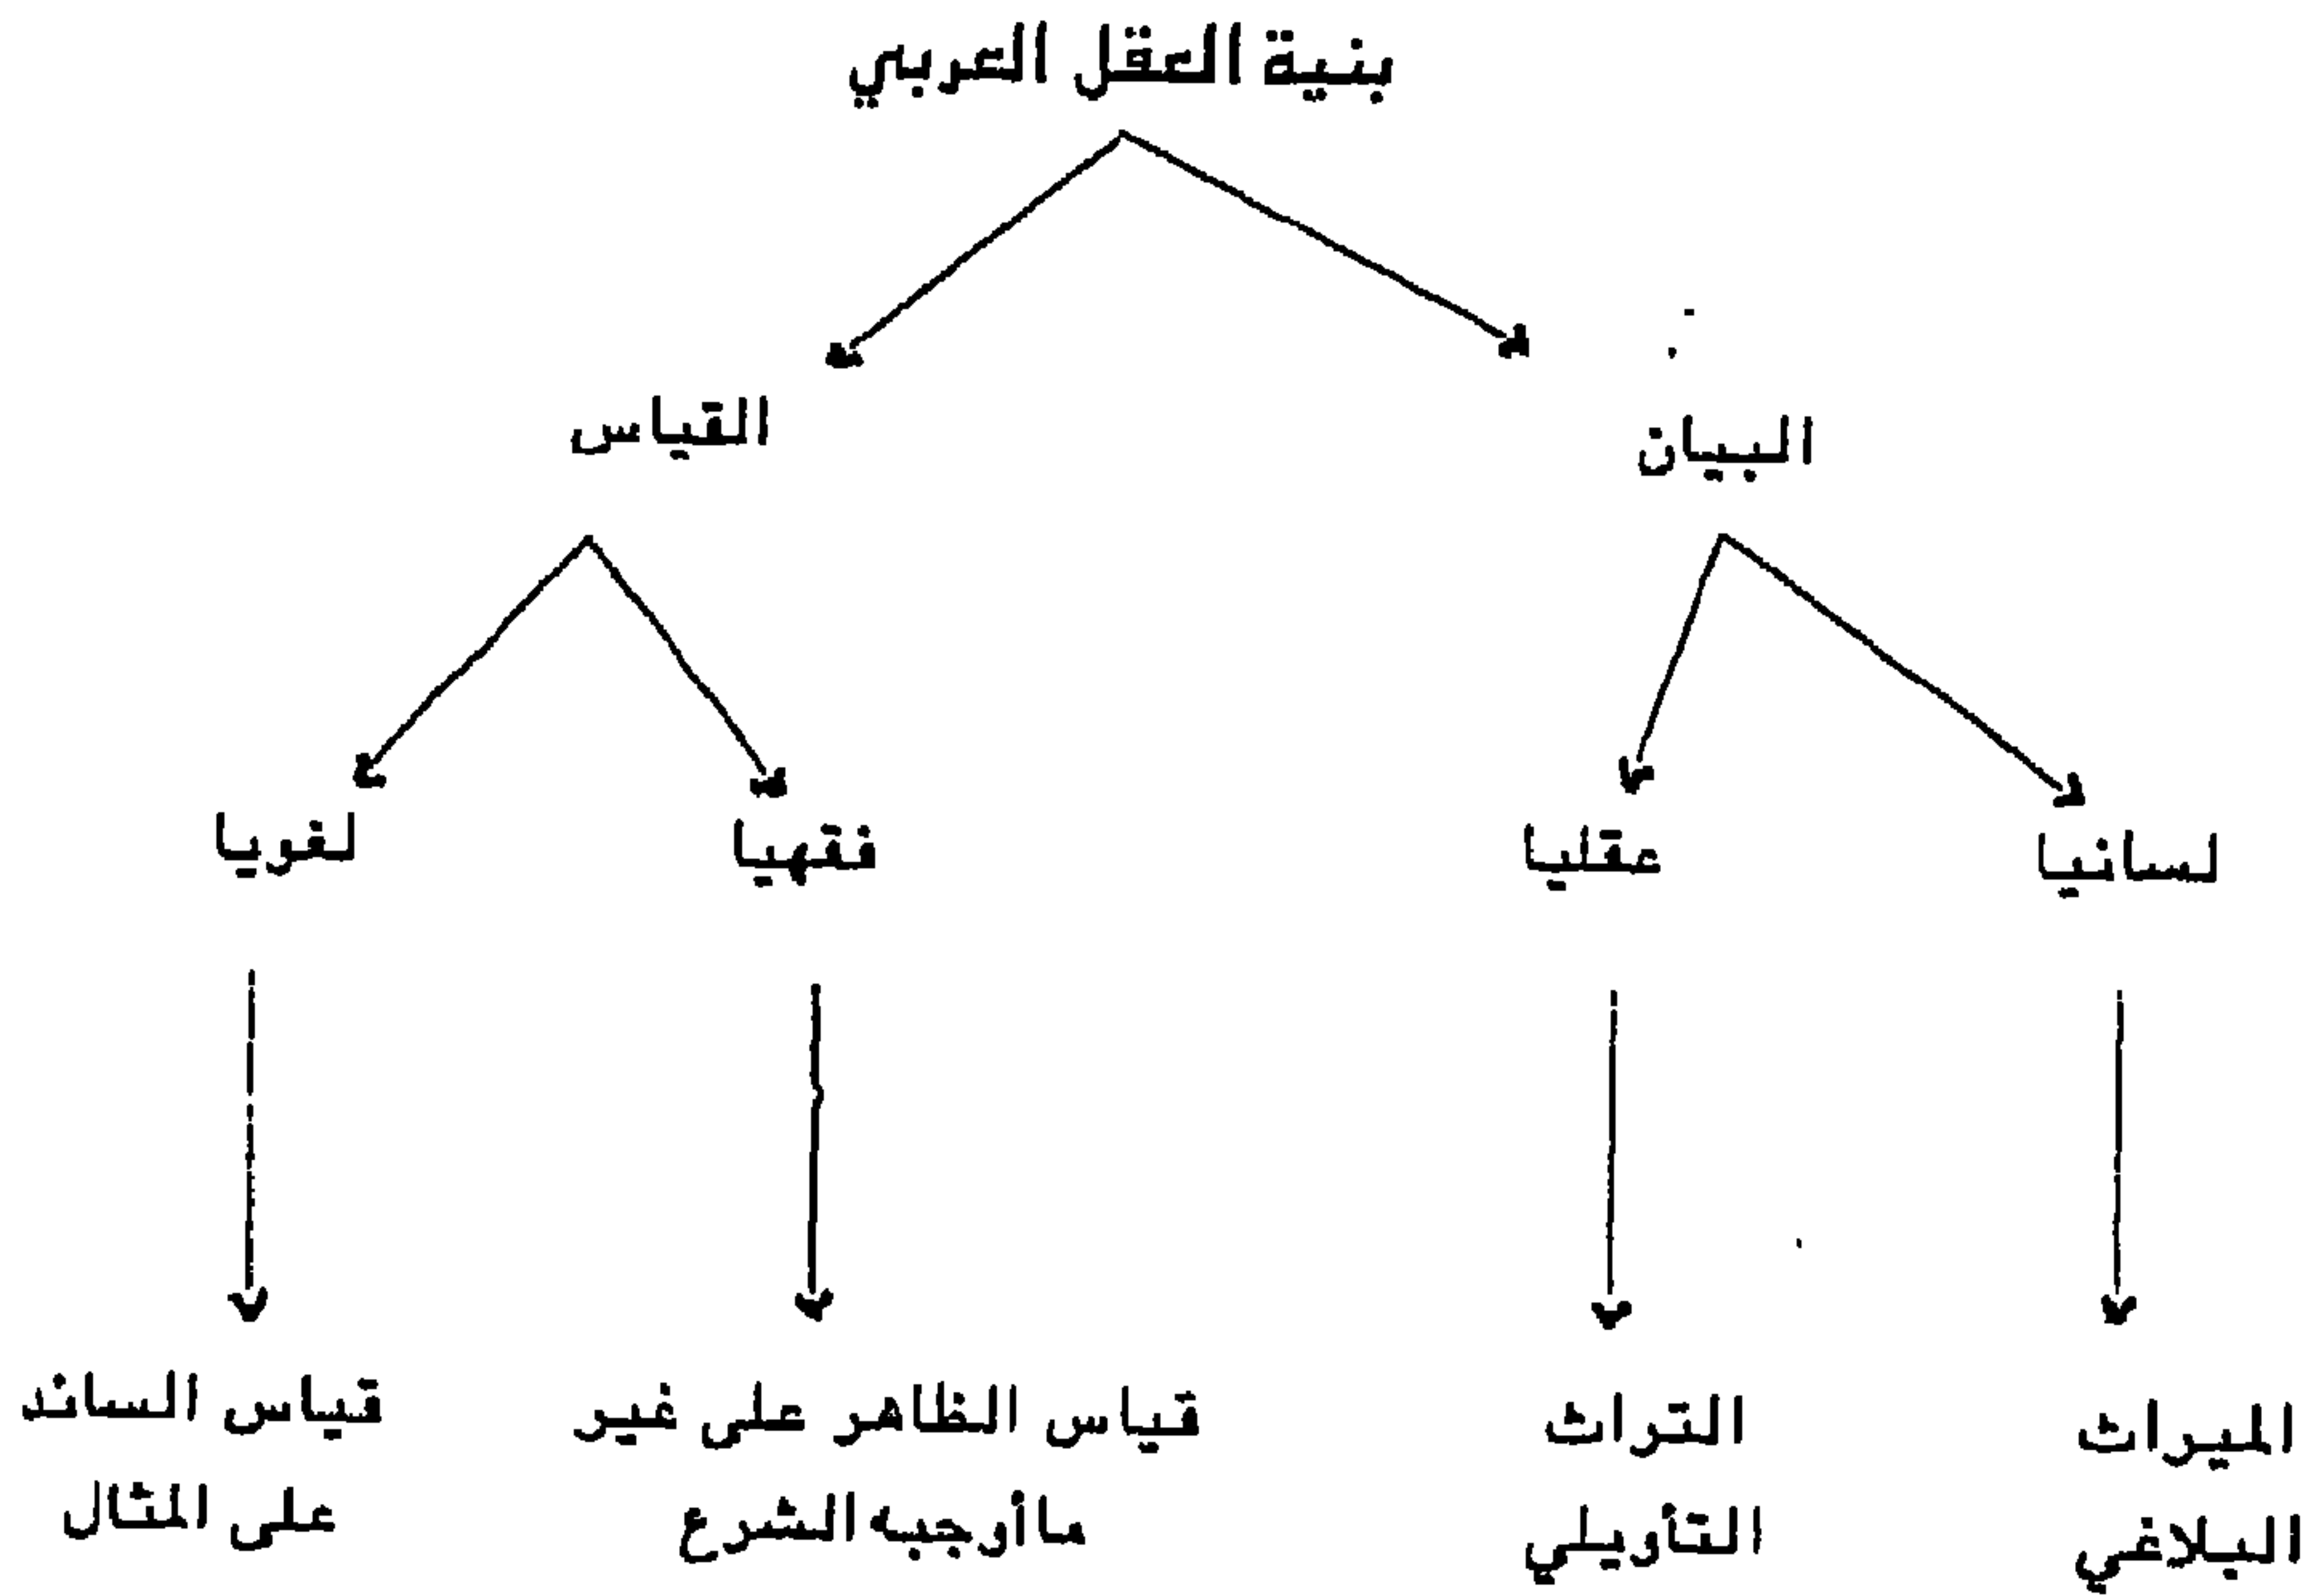 بنية العقل العربي
البيان
القياس
لسانيا
عقليا
فقهيا
لغويا
الميراث
البلاغي
التراث
التأويلي
قياس الظاهر على غير
ما أوجبه الشرع
قياس السائد
على المثال